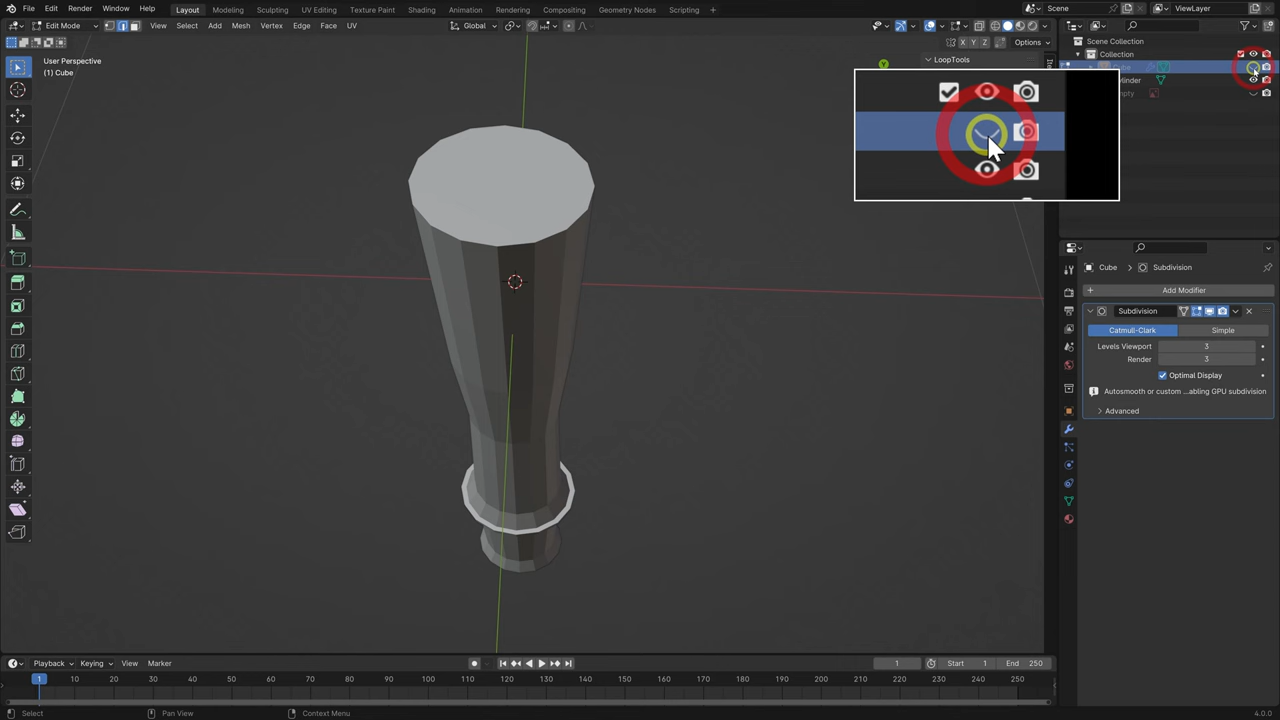 File Edit Render Window Help Layout Modeling Sculpting UV Editing Texture Paint Shading Animation Rendering Compositing Geometry Nodes Scripting + Scene ViewLayer
Edit Mode View Select Add Mesh Vertex Edge Face UV Global
X Y Z Options
User Perspective
(1) Cube
LoopTools
Scene Collection
Collection
Cube
Cube > Subdivision
+ Add Modifier
Subdivision
Catmull-Clark Simple
Levels Viewport 3
Render 3
Optimal Display
Autosmooth or custom ...abling GPU subdivision
Advanced
Playback Keying View Marker 1 Start 1 End 250
1 10 20 30 40 50 60 70 80 90 100 110 120 130 140 150 160 170 180 190 200 210 220 230 240 250
Select Pan View Context Menu 4.0.0